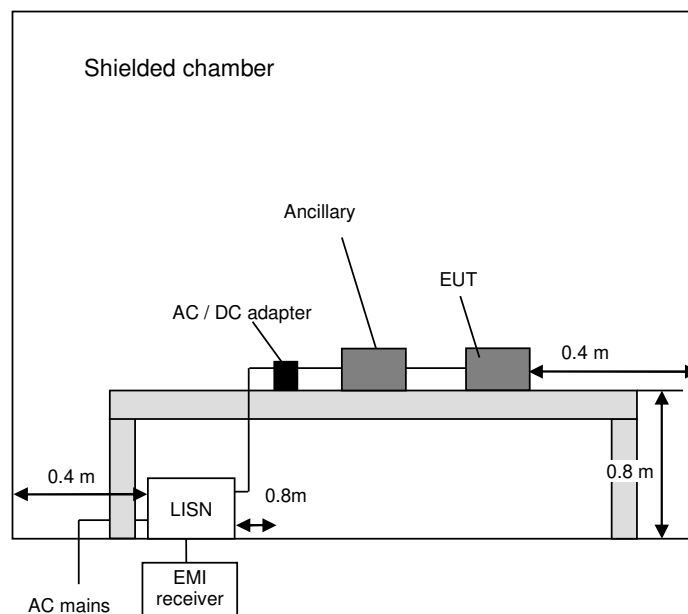 Shielded chamber
Ancillary
EUT
AC / DC adapter
0.4 m
0.4 m
0.8 m
LISN
0.8m
EMI
receiver
AC mains